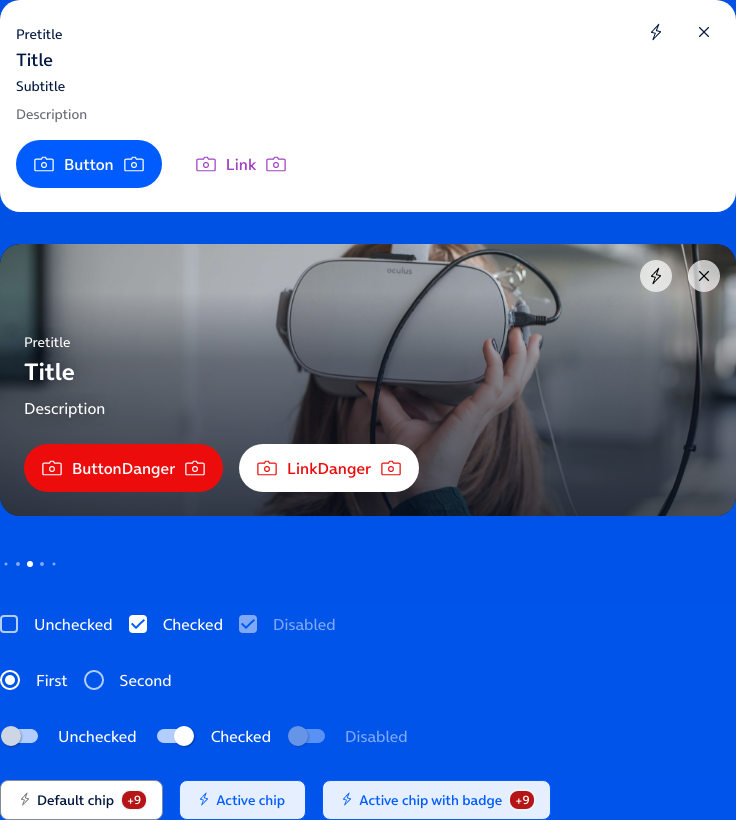 Pretitle
Title
Subtitle
Description
Button Link
oculus
Pretitle
Title
Description
ButtonDanger LinkDanger
Unchecked Checked Disabled
First Second
Unchecked Checked Disabled
Default chip +9 Active chip Active chip with badge +9